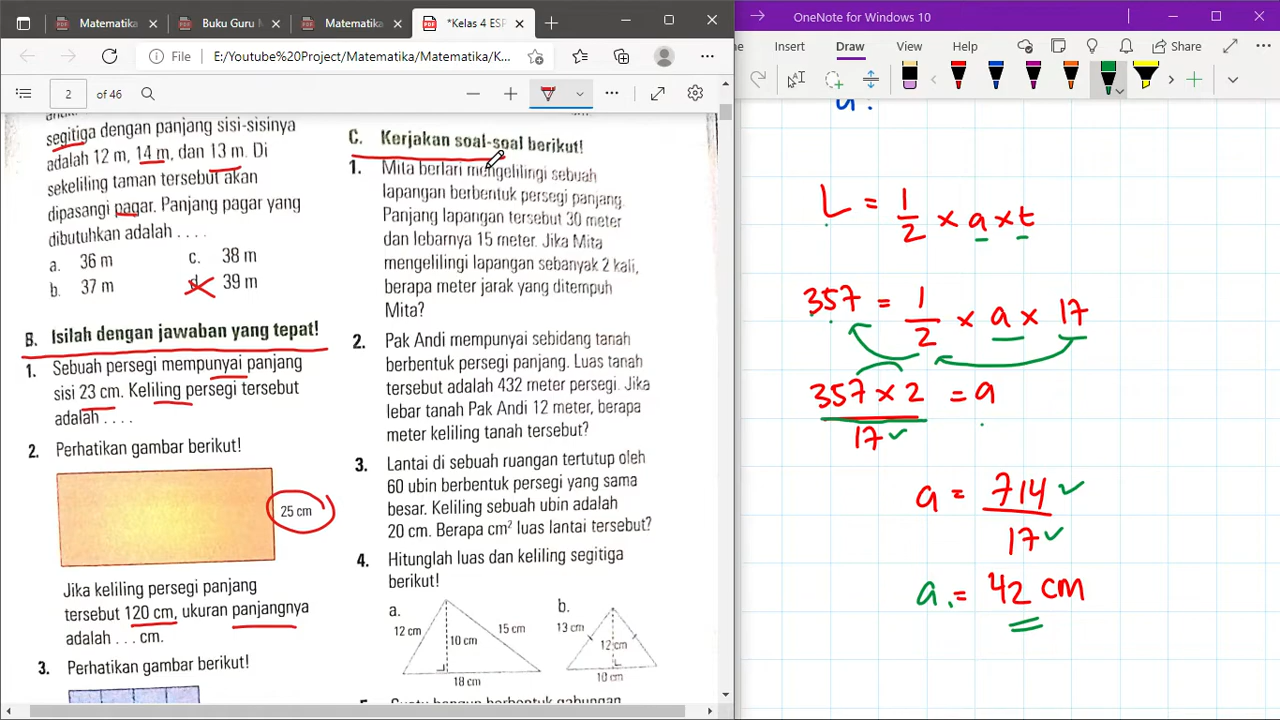 Matematika
Buku Guru M
Matematika
*Kelas 4 ESP
File
E:/Youtube%20Project/Matematika/Matematika/K...
2 of 46
segitiga dengan panjang sisi-sisinya
adalah 12 m, 14 m, dan 13 m. Di
sekeliling taman tersebut akan
dipasangi pagar. Panjang pagar yang
dibutuhkan adalah . . . .
a. 36 m c. 38 m
b. 37 m d. 39 m
B. Isilah dengan jawaban yang tepat!
1. Sebuah persegi mempunyai panjang
sisi 23 cm. Keliling persegi tersebut
adalah . . . .
2. Perhatikan gambar berikut!
25 cm
Jika keliling persegi panjang
tersebut 120 cm, ukuran panjangnya
adalah . . . cm.
3. Perhatikan gambar berikut!
C. Kerjakan soal-soal berikut!
1. Mita berlari mengelilingi sebuah
lapangan berbentuk persegi panjang.
Panjang lapangan tersebut 30 meter
dan lebarnya 15 meter. Jika Mita
mengelilingi lapangan sebanyak 2 kali,
berapa meter jarak yang ditempuh
Mita?
2. Pak Andi mempunyai sebidang tanah
berbentuk persegi panjang. Luas tanah
tersebut adalah 432 meter persegi. Jika
lebar tanah Pak Andi 12 meter, berapa
meter keliling tanah tersebut?
3. Lantai di sebuah ruangan tertutup oleh
60 ubin berbentuk persegi yang sama
besar. Keliling sebuah ubin adalah
20 cm. Berapa cm² luas lantai tersebut?
4. Hitunglah luas dan keliling segitiga
berikut!
a. b.
12 cm 10 cm 15 cm 13 cm 12 cm
18 cm 10 cm
5. Suatu bangun berbentuk gabungan
OneNote for Windows 10
Insert Draw View Help Share
L = 1/2 × a × t
357 = 1/2 × a × 17
357 × 2 = a
17
a = 714
17
a = 42 cm